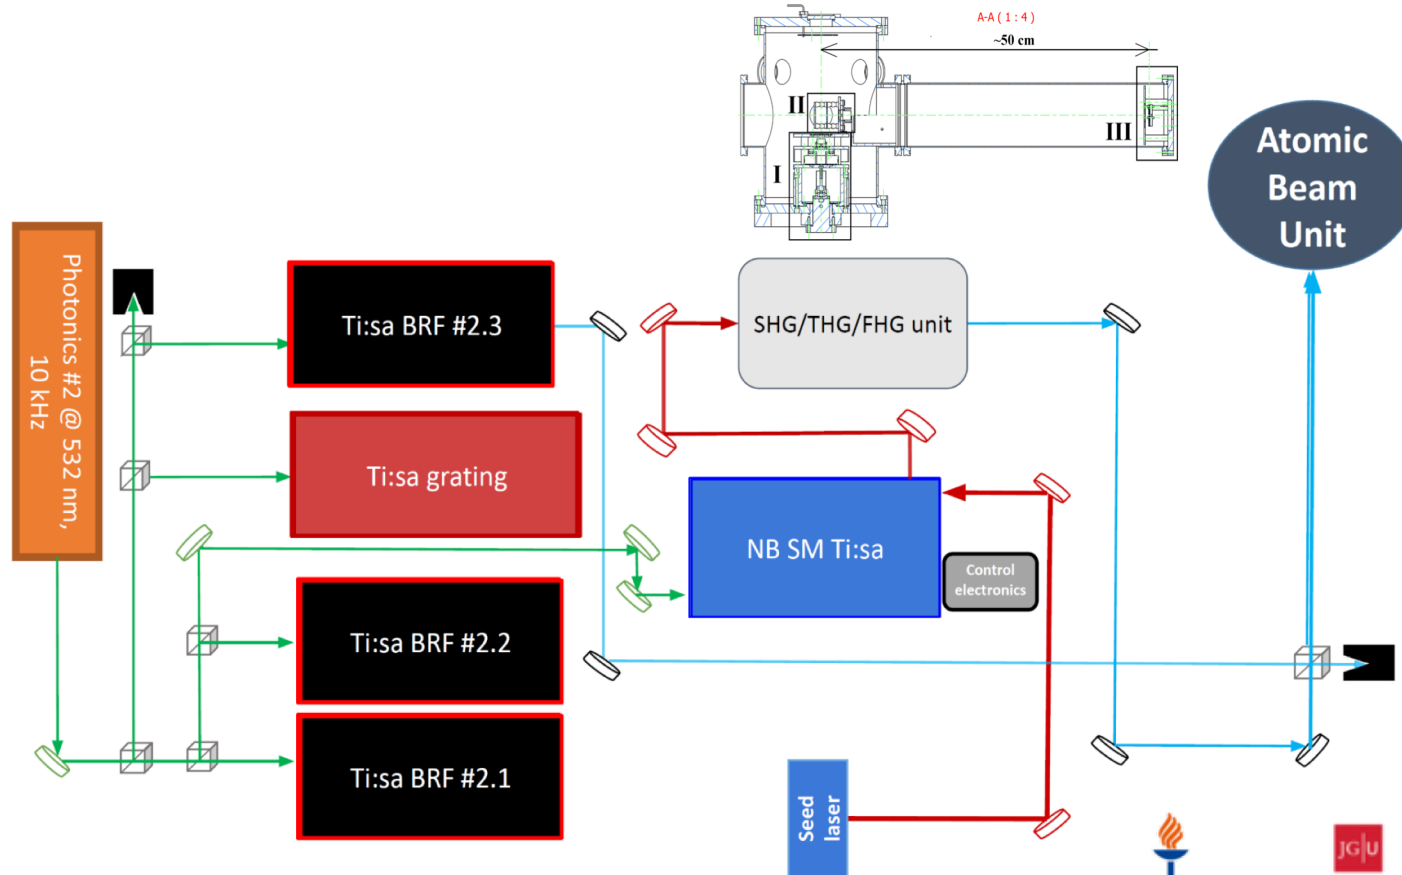 A-A ( 1 : 4 )
~50 cm
II
III
I
Atomic
Beam
Unit
Photonics #2 @ 532 nm,
10 kHz
Ti:sa BRF #2.3
SHG/THG/FHG unit
Ti:sa grating
NB SM Ti:sa
Control
electronics
Ti:sa BRF #2.2
Ti:sa BRF #2.1
Seed
laser
JG|U